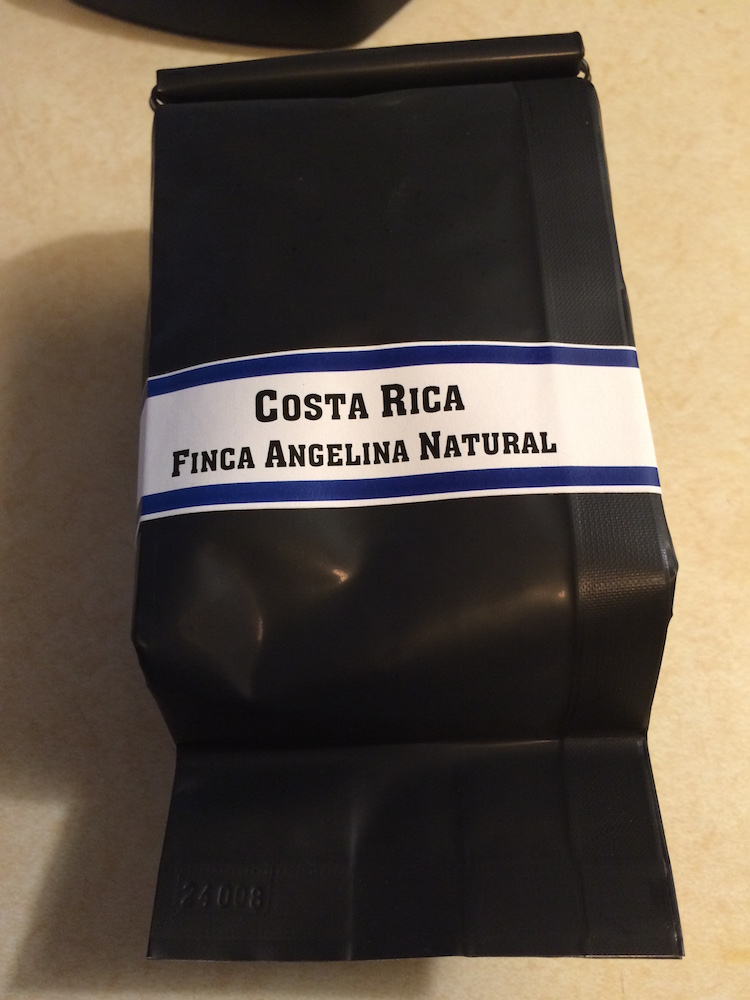 COSTA RICA
FINCA ANGELINA NATURAL
24008